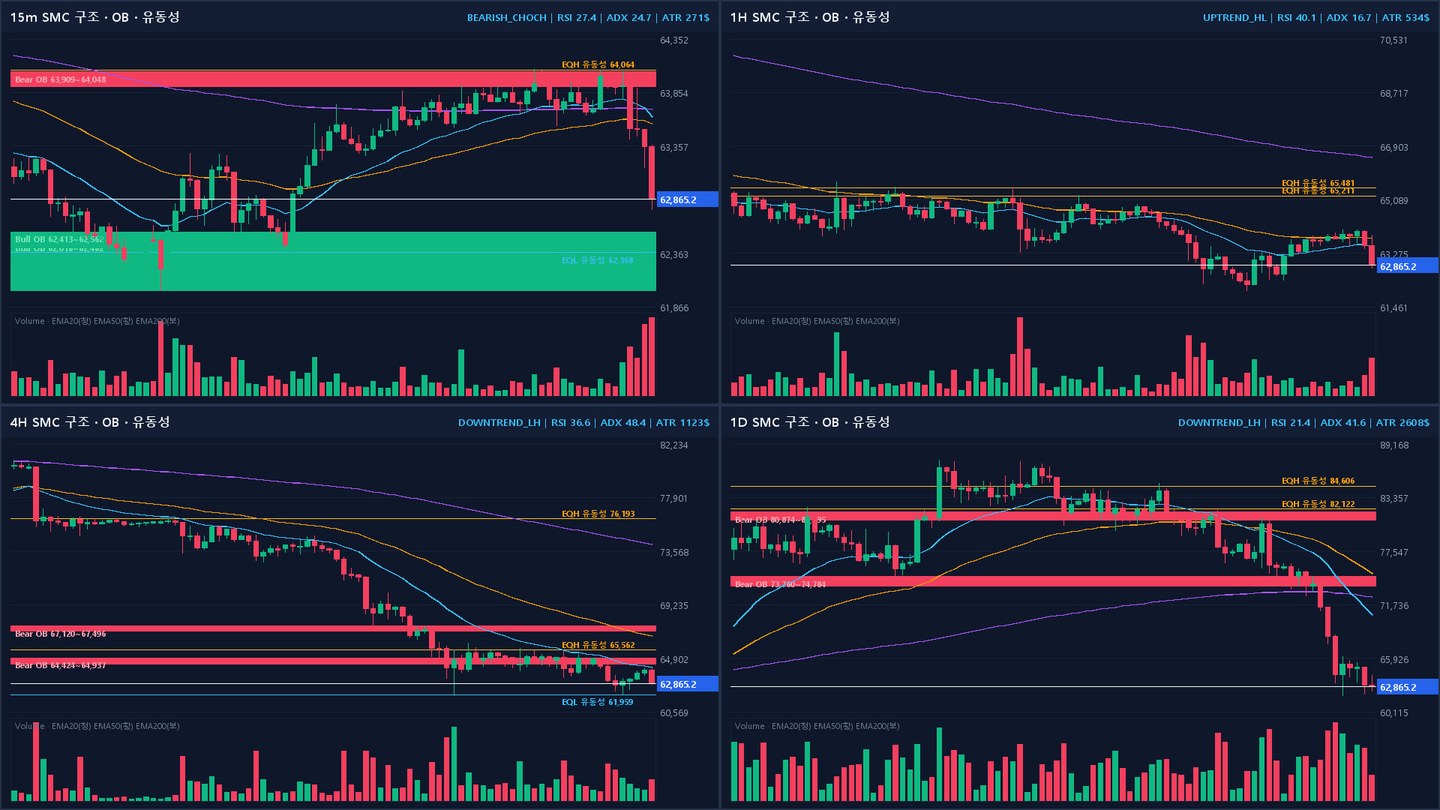 15m SMC 구조 · OB · 유동성
BEARISH_CHOCH | RSI 27.4 | ADX 24.7 | ATR 271$
64,352
EQH 유동성 64,064
Bear OB 63,909~64,048
63,854
63,357
62,865.2
Bull OB 62,413~62,562
EQL 유동성
62,363
61,866
Volume · EMA20(청) EMA50(황) EMA200(보)
1H SMC 구조 · OB · 유동성
UPTREND_HL | RSI 40.1 | ADX 16.7 | ATR 534$
70,531
68,717
66,903
EQH 유동성 65,481
EQH 유동성 65,211
65,089
63,275
62,865.2
61,461
Volume · EMA20(청) EMA50(황) EMA200(보)
4H SMC 구조 · OB · 유동성
DOWNTREND_LH | RSI 36.6 | ADX 48.4 | ATR 1123$
82,234
77,901
EQH 유동성 76,193
73,568
69,235
Bear OB 67,120~67,496
EQH 유동성 65,562
64,902
Bear OB 64,424~64,937
62,865.2
EQL 유동성 61,959
60,569
Volume · EMA20(청) EMA50(황) EMA200(보)
1D SMC 구조 · OB · 유동성
DOWNTREND_LH | RSI 21.4 | ADX 41.6 | ATR 2608$
89,168
EQH 유동성 84,606
83,357
EQH 유동성 82,122
Bear OB
77,547
Bear OB 73,760~74,784
71,736
65,926
62,865.2
60,115
Volume · EMA20(청) EMA50(황) EMA200(보)